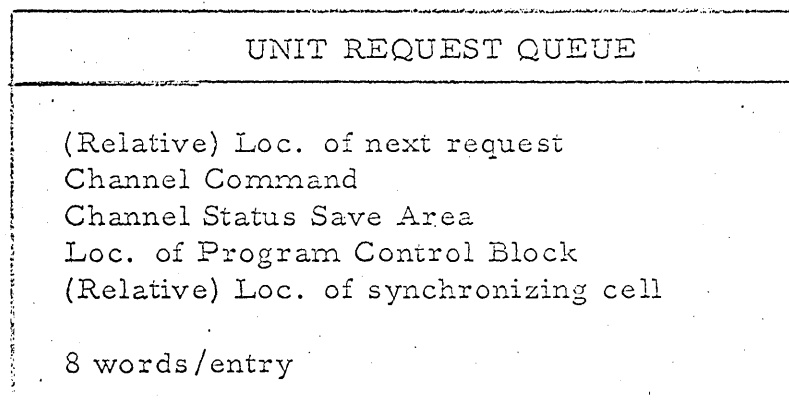 UNIT REQUEST QUEUE
(Relative) Loc. of next request
Channel Command
Channel Status Save Area
Loc. of Program Control Block
(Relative) Loc. of synchronizing cell
8 words/entry